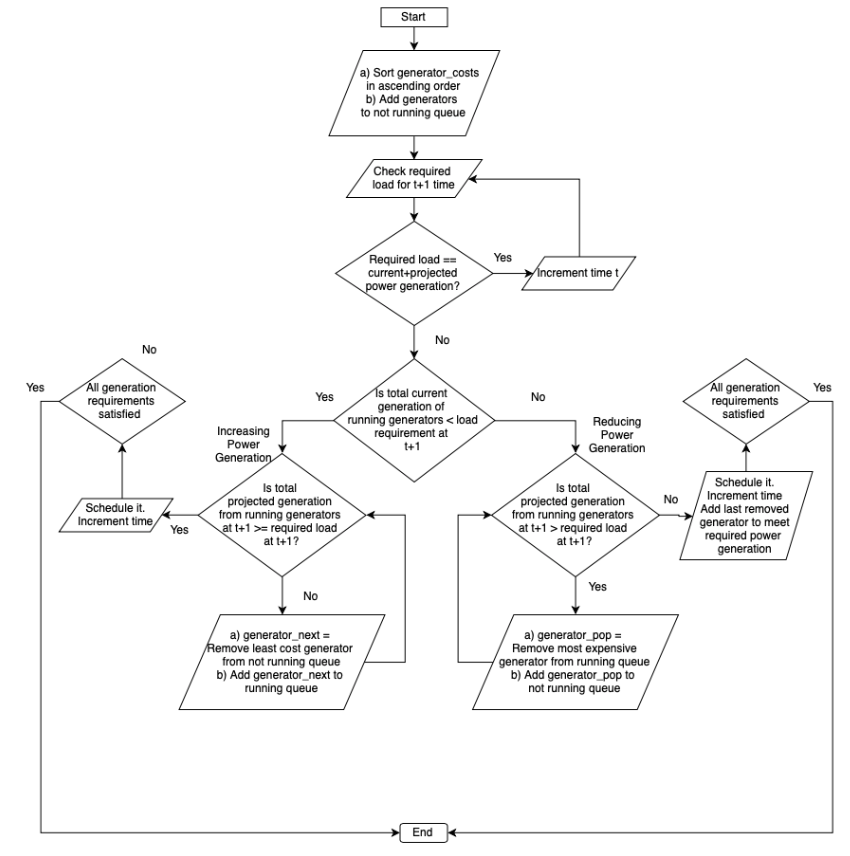 Start
a) Sort generator_costs
in ascending order
b) Add generators
to not running queue
Check required
load for t+1 time
Required load ==
current+projected
power generation?
Yes
Increment time t
No
No
Yes
All generation
requirements
satisfied
Yes
Is total current
generation of
running generators < load
requirement at
t+1
No
All generation
requirements
satisfied
Yes
Increasing
Power
Generation
Reducing
Power
Generation
Schedule it.
Increment time
Yes
Is total
projected generation
from running generators
at t+1 >= required load
at t+1?
No
Is total
projected generation
from running generators
at t+1 > required load
at t+1?
No
Schedule it.
Increment time
Add last removed
generator to meet
required power
generation
Yes
a) generator_next =
Remove least cost generator
from not running queue
b) Add generator_next to
running queue
a) generator_pop =
Remove most expensive
generator from running queue
b) Add generator_pop to
not running queue
End